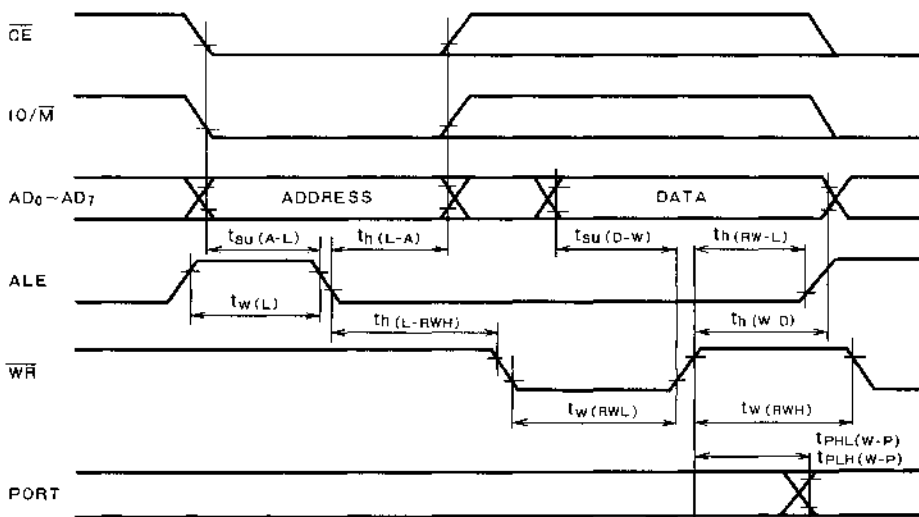 CE
IO/M
AD₀~AD₇ ADDRESS DATA
tsu (A-L) th (L-A) tsu (D-W) th (RW-L)
ALE
tw (L)
th (L-RWH) th (W-D)
WR
tw (RWL) tw (RWH)
tPHL (W-P)
tPLH (W-P)
PORT